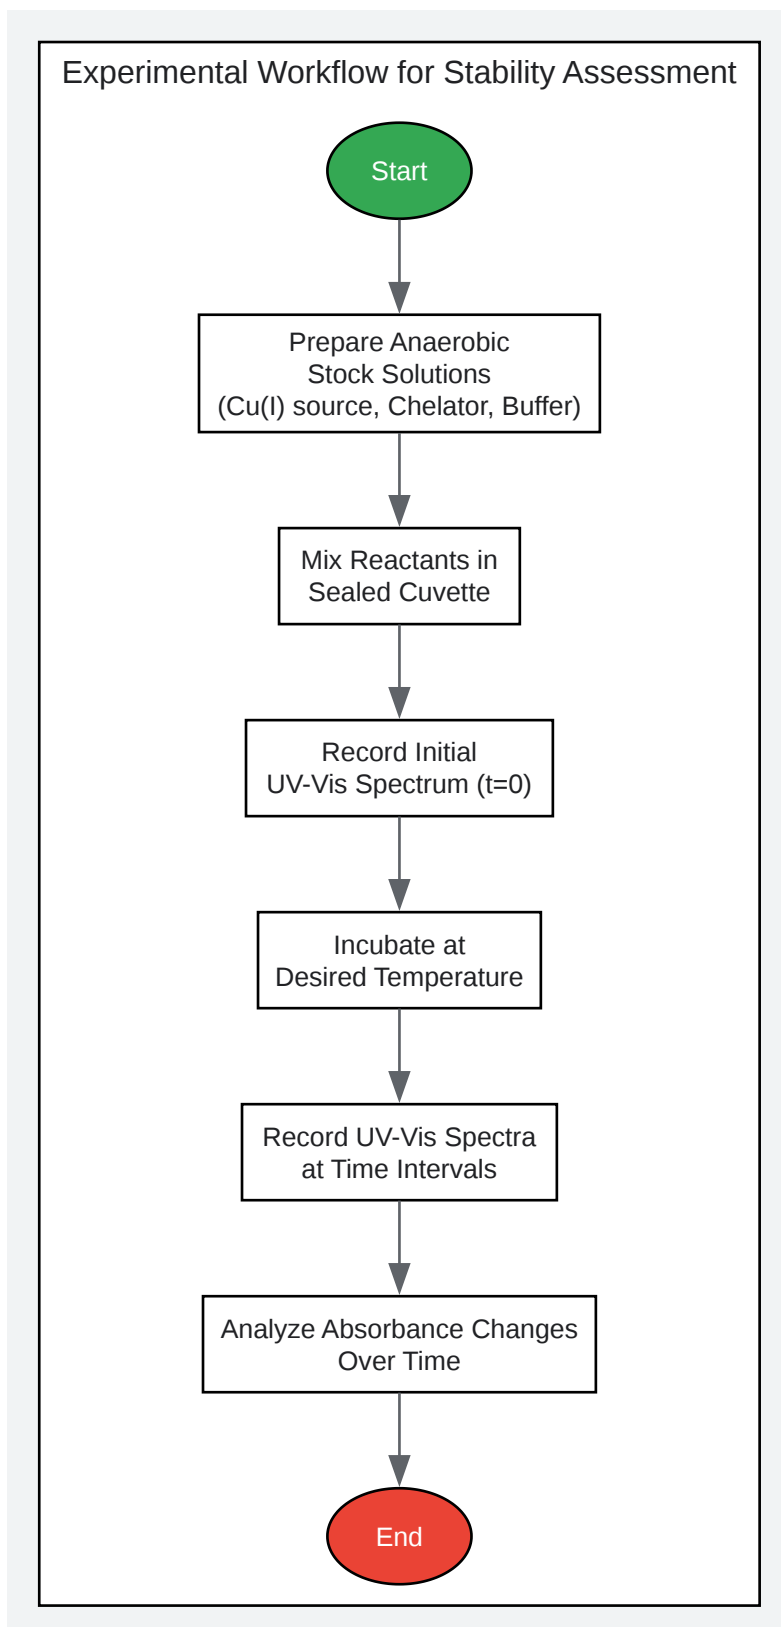 Experimental Workflow for Stability Assessment
Start
Prepare Anaerobic
Stock Solutions
(Cu(I) source, Chelator, Buffer)
Mix Reactants in
Sealed Cuvette
Record Initial
UV-Vis Spectrum (t=0)
Incubate at
Desired Temperature
Record UV-Vis Spectra
at Time Intervals
Analyze Absorbance Changes
Over Time
End